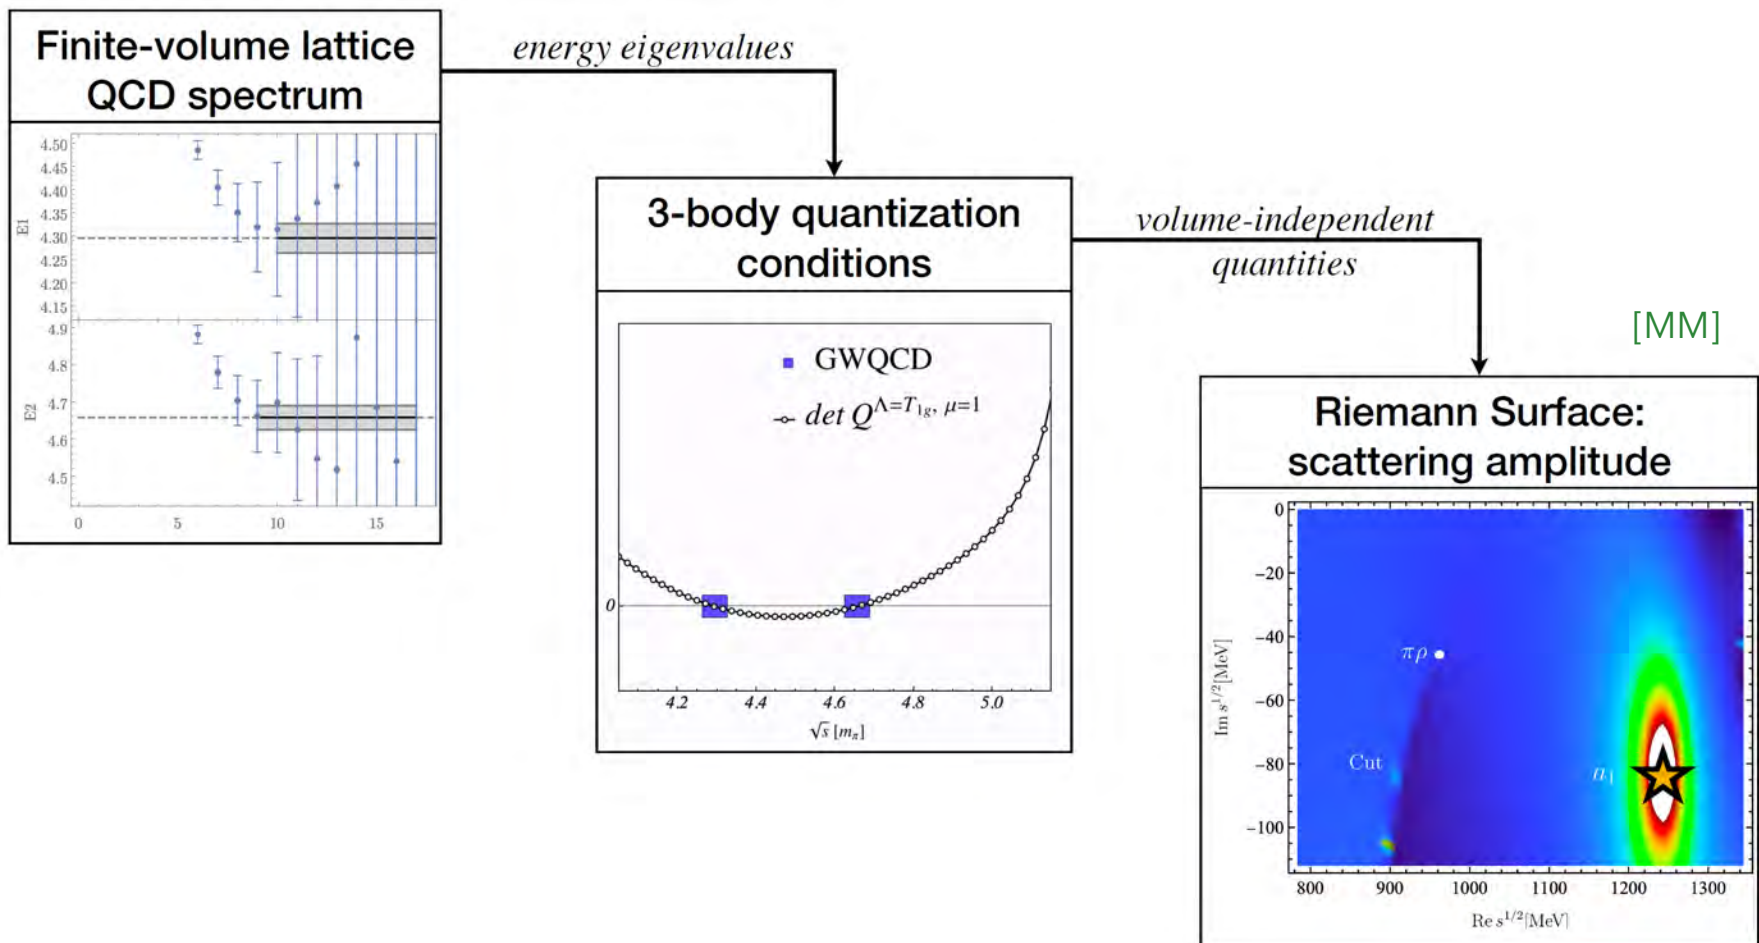 Finite-volume lattice
QCD spectrum
energy eigenvalues
E1
4.50
4.45
4.40
4.35
4.30
4.25
4.20
4.15
E2
4.9
4.8
4.7
4.6
4.5
0 5 10 15
3-body quantization
conditions
volume-independent
quantities
GWQCD
det Q^{Λ=T_{1g}, μ=1}
0
4.2 4.4 4.6 4.8 5.0
√s [m_π]
[MM]
Riemann Surface:
scattering amplitude
Im s^{1/2}[MeV]
0
−20
−40
−60
−80
−100
πρ
Cut
a_1
800 900 1000 1100 1200 1300
Re s^{1/2}[MeV]